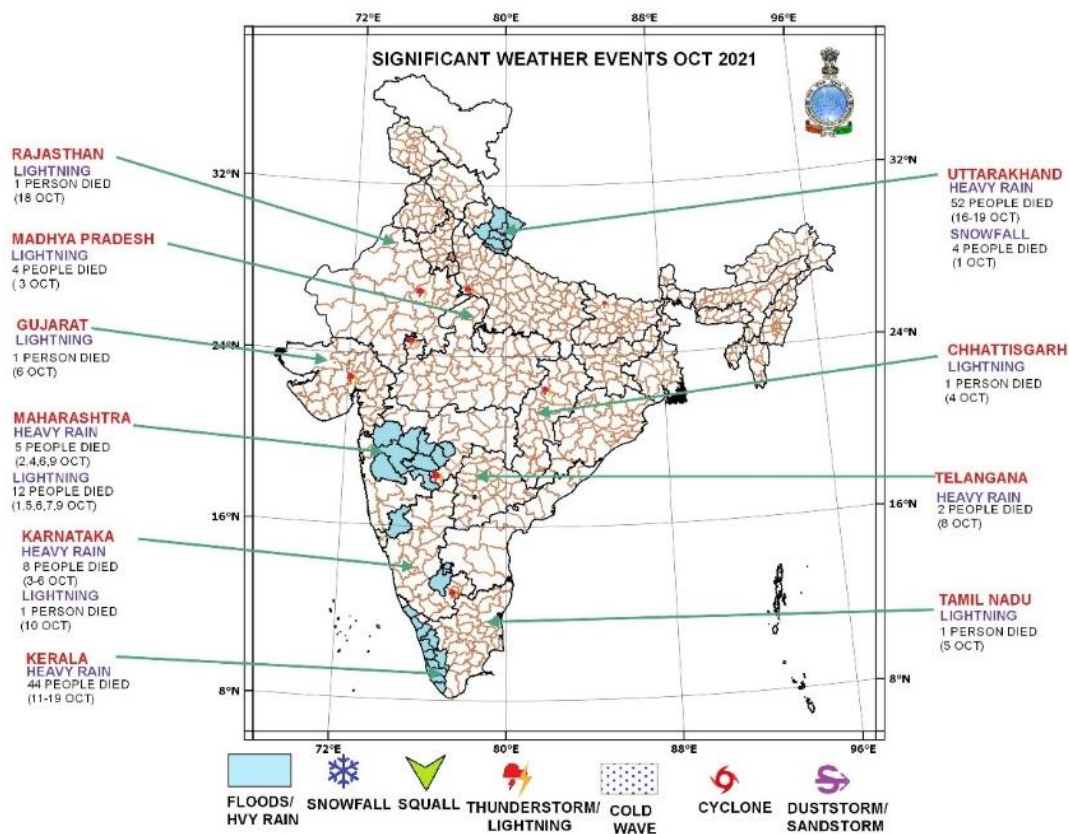 72°E 80°E 88°E 96°E
SIGNIFICANT WEATHER EVENTS OCT 2021
32°N
24°N
16°N
8°N
32°N
24°N
16°N
8°N
RAJASTHAN
LIGHTNING
1 PERSON DIED
(18 OCT)
MADHYA PRADESH
LIGHTNING
4 PEOPLE DIED
( 3 OCT)
GUJARAT
LIGHTNING
1 PERSON DIED
(6 OCT)
MAHARASHTRA
HEAVY RAIN
5 PEOPLE DIED
(2,4,6,9 OCT)
LIGHTNING
12 PEOPLE DIED
(1,5,6,7,9 OCT)
KARNATAKA
HEAVY RAIN
8 PEOPLE DIED
(3-6 OCT)
LIGHTNING
1 PERSON DIED
(10 OCT)
KERALA
HEAVY RAIN
44 PEOPLE DIED
(11-19 OCT)
UTTARAKHAND
HEAVY RAIN
52 PEOPLE DIED
(16-19 OCT)
SNOWFALL
4 PEOPLE DIED
(1 OCT)
CHHATTISGARH
LIGHTNING
1 PERSON DIED
(4 OCT)
TELANGANA
HEAVY RAIN
2 PEOPLE DIED
(8 OCT)
TAMIL NADU
LIGHTNING
1 PERSON DIED
(5 OCT)
72°E 80°E 88°E 96°E
FLOODS/
HVY RAIN
SNOWFALL
SQUALL
THUNDERSTORM/
LIGHTNING
COLD
WAVE
CYCLONE
DUSTSTORM/
SANDSTORM